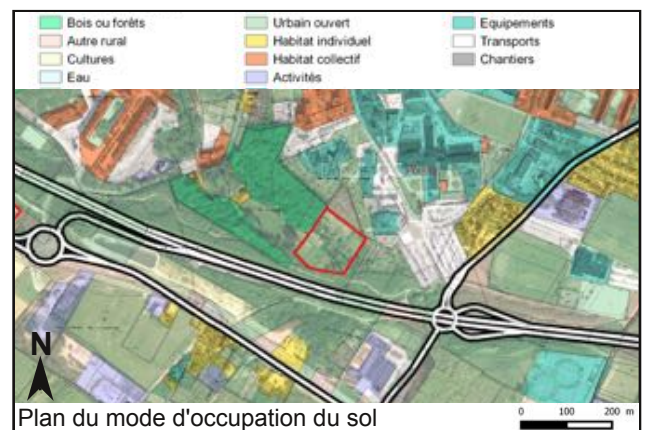 Bois ou forêts
Autre rural
Cultures
Eau
Urbain ouvert
Habitat individuel
Habitat collectif
Activités
Equipements
Transports
Chantiers
N
Plan du mode d'occupation du sol
0 100 200 m